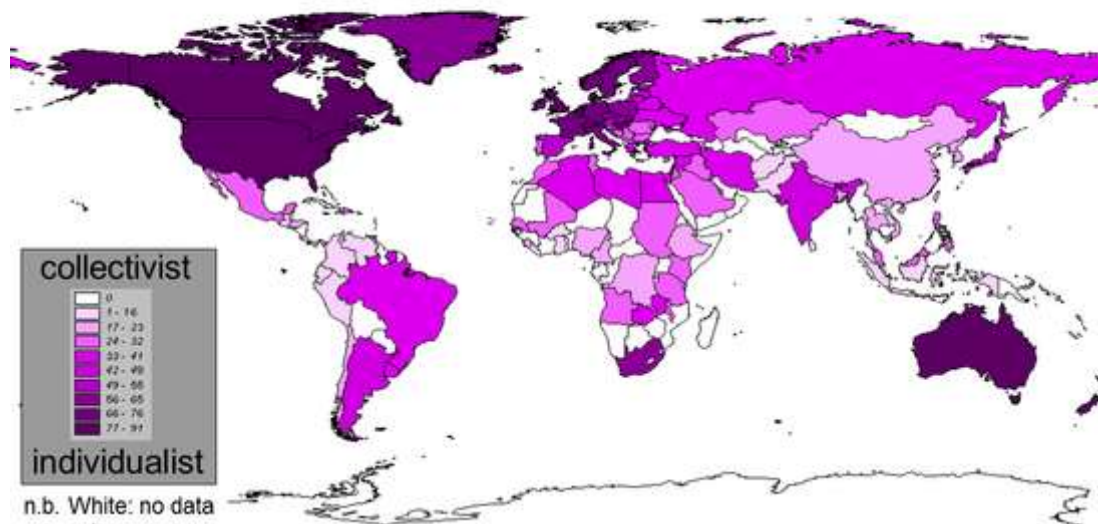 collectivist
0
1 - 16
17 - 23
24 - 32
33 - 41
42 - 48
49 - 55
56 - 65
66 - 76
77 - 91
individualist
n.b. White: no data